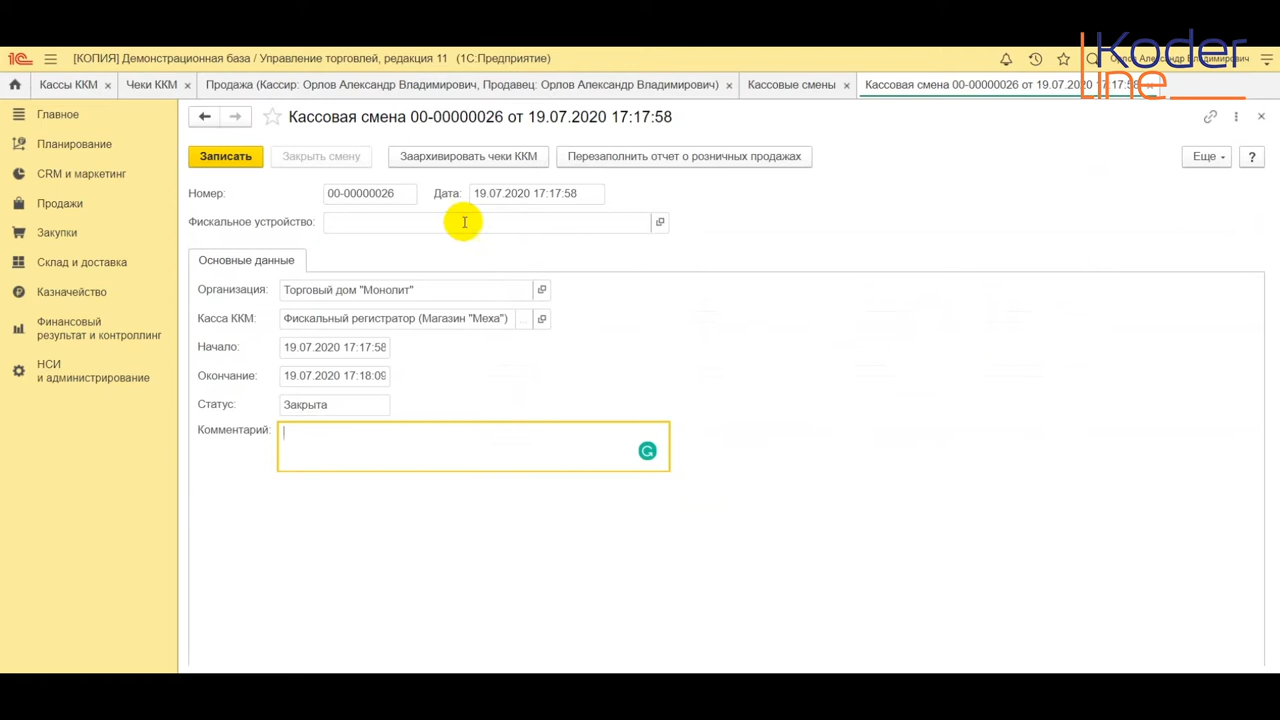 [КОПИЯ] Демонстрационная база / Управление торговлей, редакция 11 (1С:Предприятие)
Koder
Line
Орлов Александр Владимирович
Кассы ККМ × Чеки ККМ × Продажа (Кассир: Орлов Александр Владимирович, Продавец: Орлов Александр Владимирович) × Кассовые смены × Кассовая смена 00-00000026 от 19.07.2020 17:17:58 ×
Главное
Планирование
CRM и маркетинг
Продажи
Закупки
Склад и доставка
Казначейство
Финансовый
результат и контроллинг
НСИ
и администрирование
Кассовая смена 00-00000026 от 19.07.2020 17:17:58
Записать Закрыть смену Заархивировать чеки ККМ Перезаполнить отчет о розничных продажах Еще ?
Номер: 00-00000026 Дата: 19.07.2020 17:17:58
Фискальное устройство:
Основные данные
Организация: Торговый дом "Монолит"
Касса ККМ: Фискальный регистратор (Магазин "Меха") ...
Начало: 19.07.2020 17:17:58
Окончание: 19.07.2020 17:18:09
Статус: Закрыта
Комментарий: